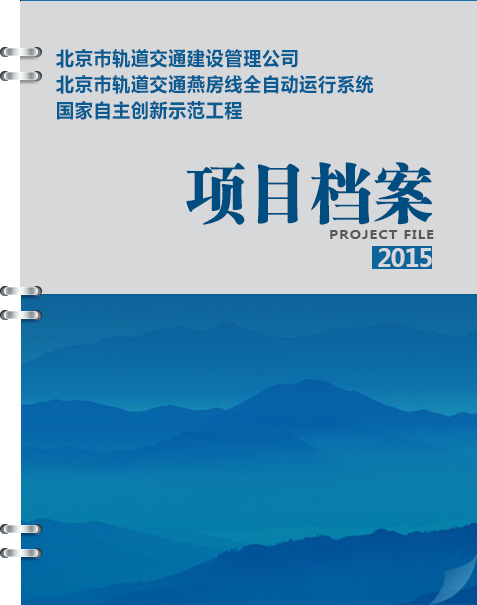 北京市轨道交通建设管理公司
北京市轨道交通燕房线全自动运行系统
国家自主创新示范工程
项目档案
PROJECT FILE
2015